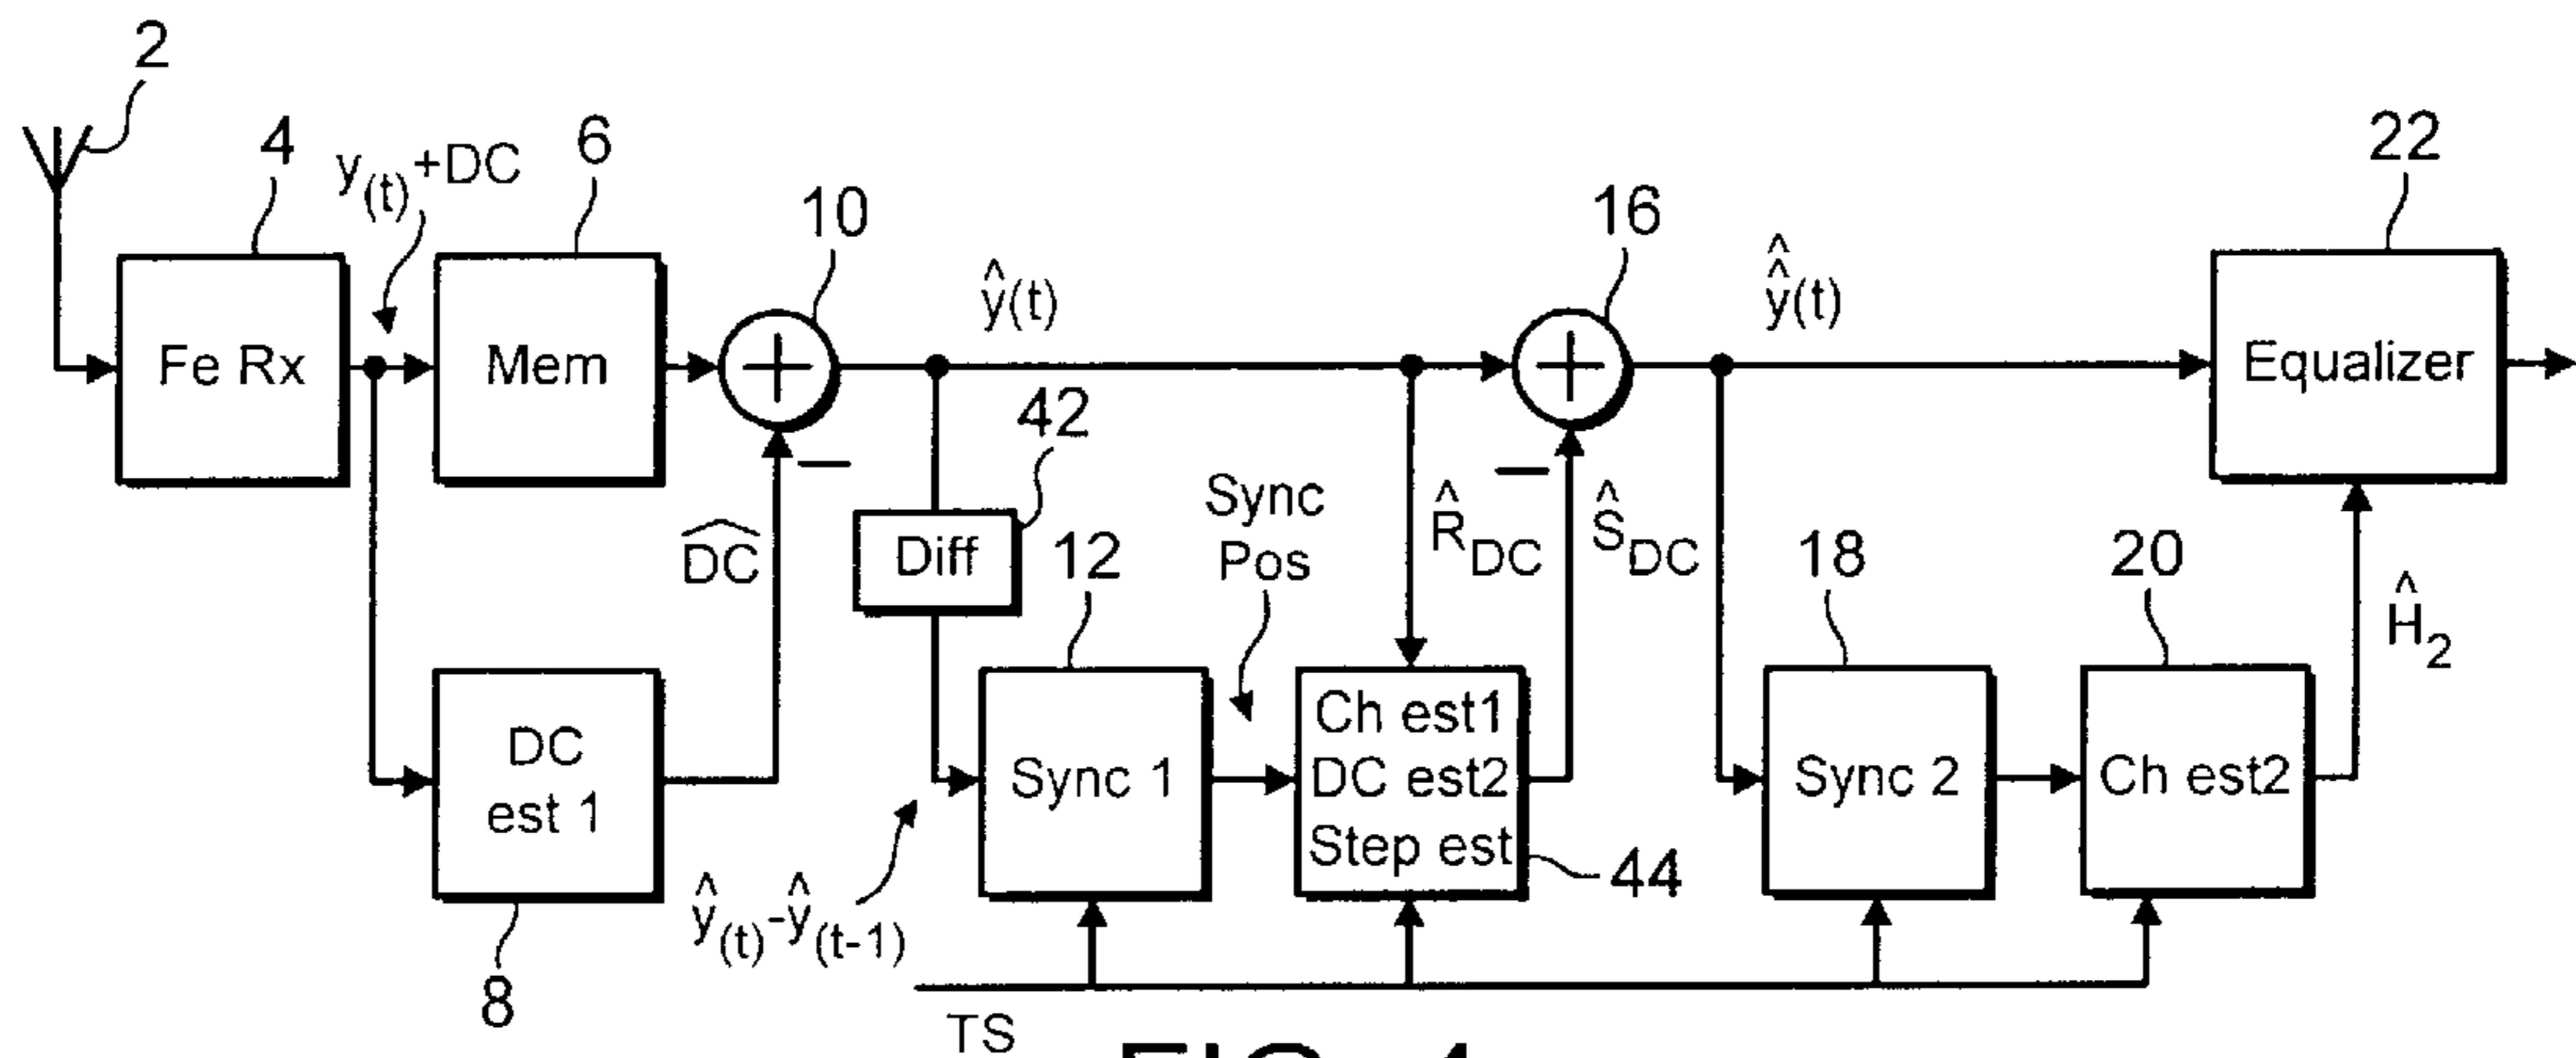 2
4
y(t)+DC
6
10
ŷ(t)
16
ŷ̂(t)
22
Fe Rx
Mem
+
+
Equalizer
42
Diff
D̂C
−
Sync
Pos
R̂DC
−
ŜDC
12
18
20
Ĥ2
DC
est 1
Sync 1
Ch est1
DC est2
Step est
Sync 2
Ch est2
44
8
ŷ(t)-ŷ(t-1)
TS